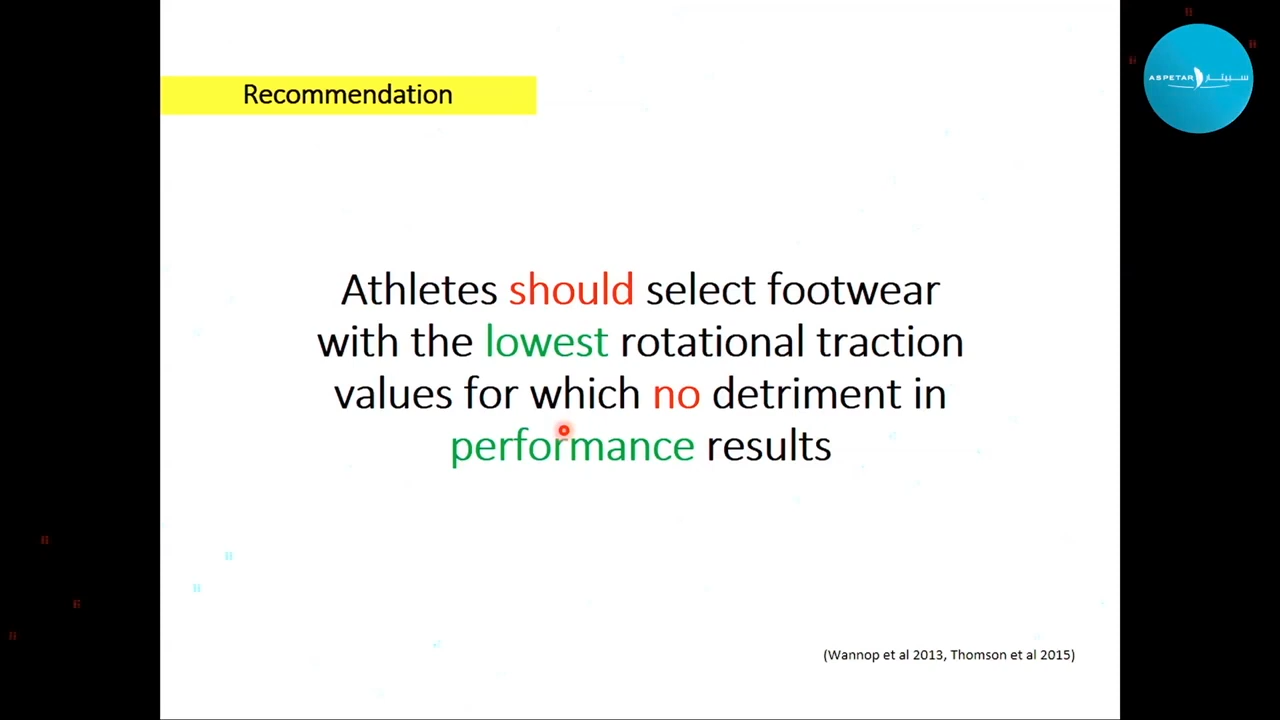 Recommendation
ASPETAR سبيتار
Athletes should select footwear
with the lowest rotational traction
values for which no detriment in
performance results
(Wannop et al 2013, Thomson et al 2015)